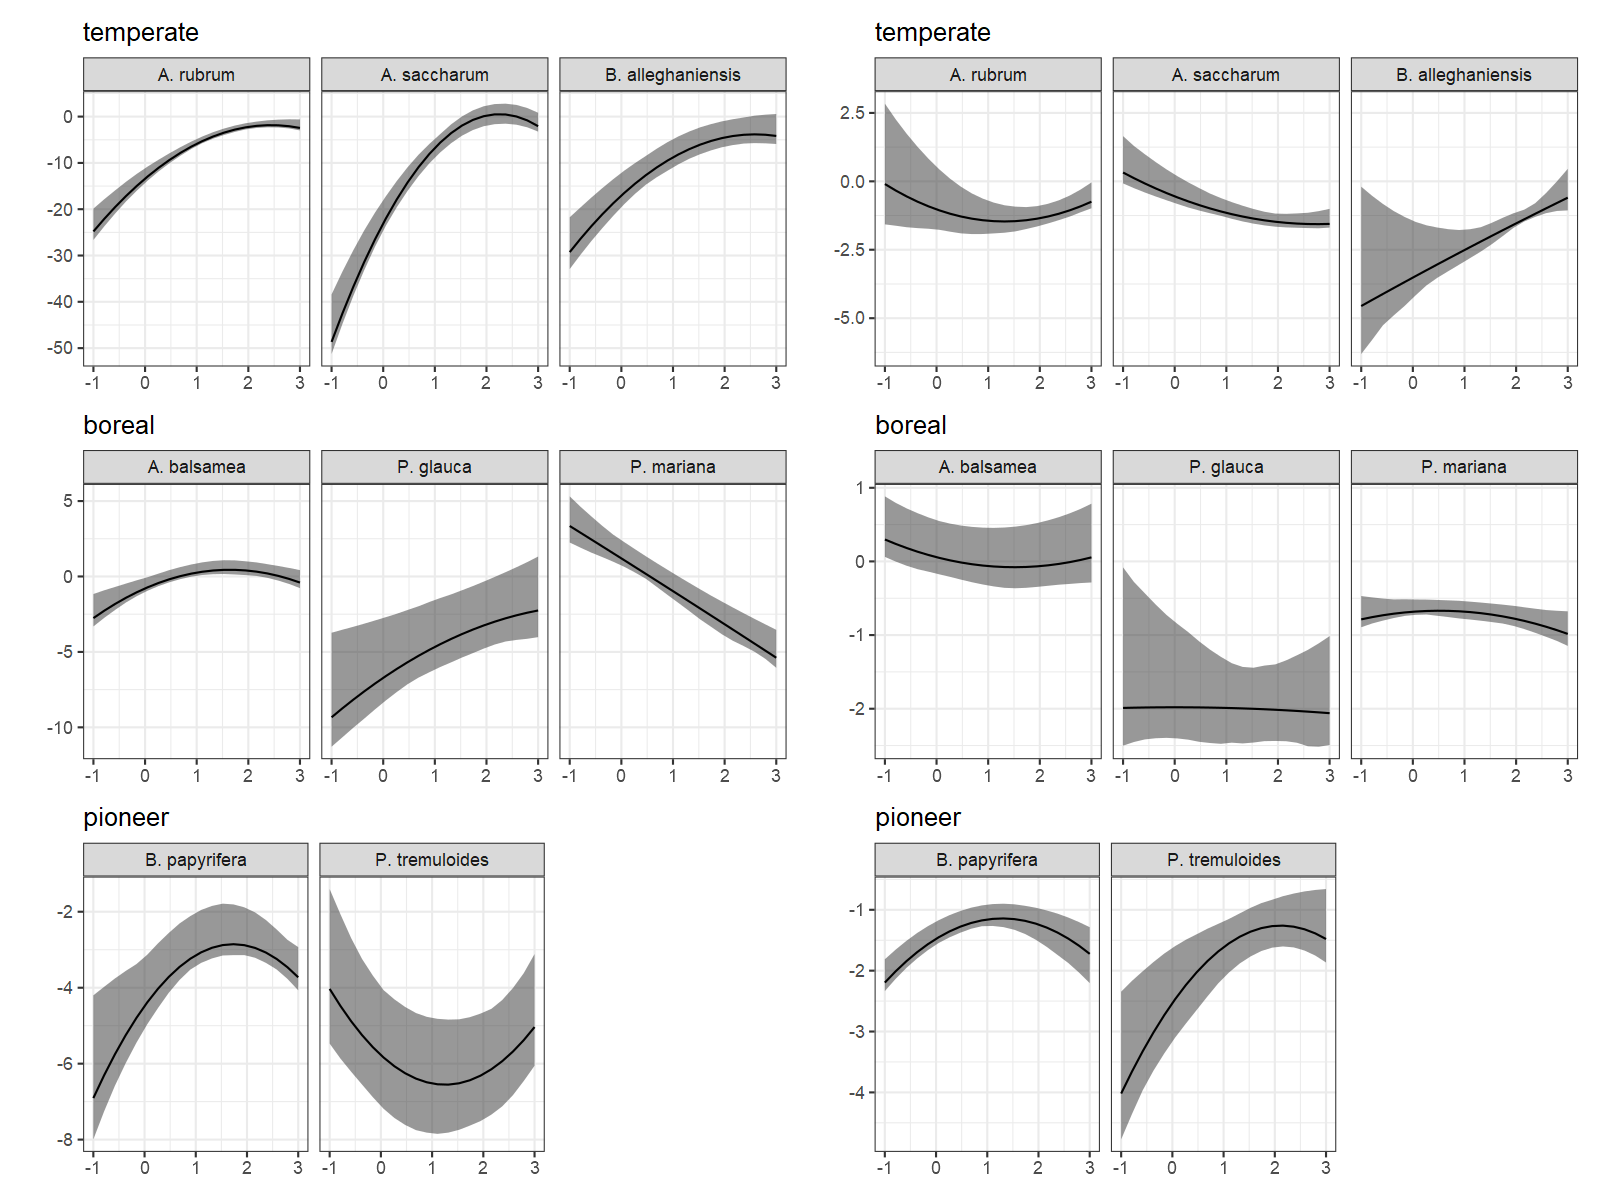 temperate temperate
A. rubrum A. saccharum B. alleghaniensis A. rubrum A. saccharum B. alleghaniensis
0
-10
-20
-30
-40
-50
2.5
0.0
-2.5
-5.0
-1 0 1 2 3 -1 0 1 2 3 -1 0 1 2 3 -1 0 1 2 3 -1 0 1 2 3 -1 0 1 2 3
boreal boreal
A. balsamea P. glauca P. mariana A. balsamea P. glauca P. mariana
5
0
-5
-10
1
0
-1
-2
-1 0 1 2 3 -1 0 1 2 3 -1 0 1 2 3 -1 0 1 2 3 -1 0 1 2 3 -1 0 1 2 3
pioneer pioneer
B. papyrifera P. tremuloides B. papyrifera P. tremuloides
-2
-4
-6
-8
-1
-2
-3
-4
-1 0 1 2 3 -1 0 1 2 3 -1 0 1 2 3 -1 0 1 2 3